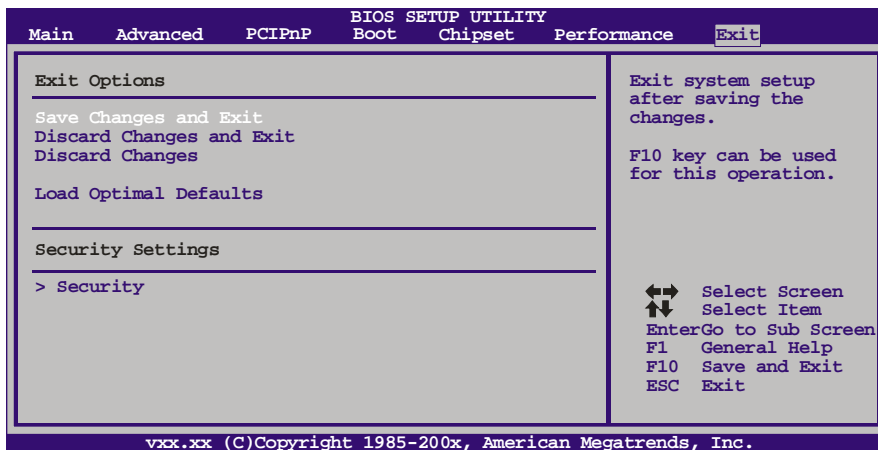 BIOS SETUP UTILITY
Main Advanced PCIPnP Boot Chipset Performance Exit
Exit Options
Save Changes and Exit
Discard Changes and Exit
Discard Changes
Load Optimal Defaults
Security Settings
> Security
Exit system setup
after saving the
changes.
F10 key can be used
for this operation.
Select Screen
Select Item
EnterGo to Sub Screen
F1 General Help
F10 Save and Exit
ESC Exit
vxx.xx (C)Copyright 1985-200x, American Megatrends, Inc.